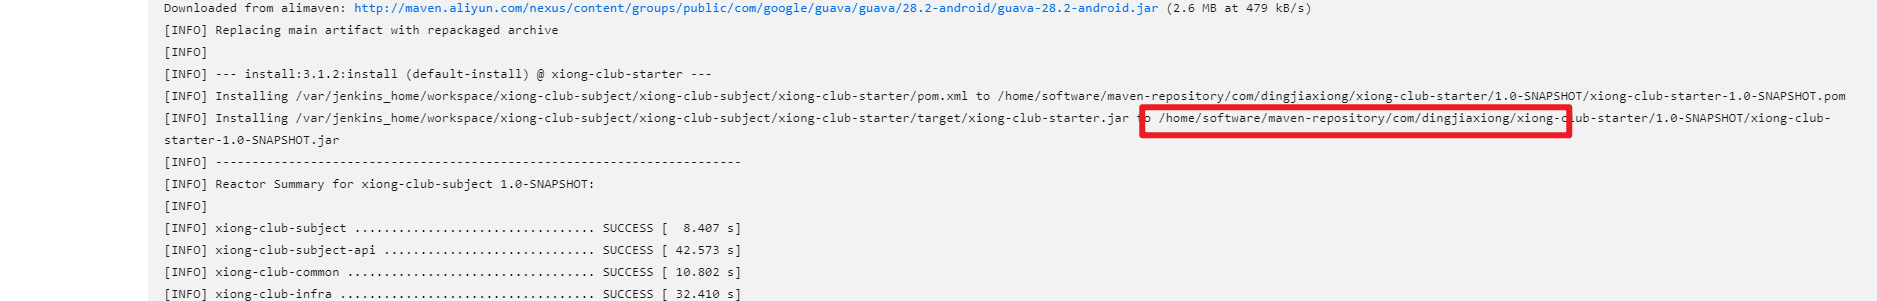 Downloaded from alimaven: http://maven.aliyun.com/nexus/content/groups/public/com/google/guava/guava/28.2-android/guava-28.2-android.jar (2.6 MB at 479 kB/s)
[INFO] Replacing main artifact with repackaged archive
[INFO]
[INFO] --- install:3.1.2:install (default-install) @ xiong-club-starter ---
[INFO] Installing /var/jenkins_home/workspace/xiong-club-subject/xiong-club-subject/xiong-club-starter/pom.xml to /home/software/maven-repository/com/dingjiaxiong/xiong-club-starter/1.0-SNAPSHOT/xiong-club-starter-1.0-SNAPSHOT.pom
[INFO] Installing /var/jenkins_home/workspace/xiong-club-subject/xiong-club-subject/xiong-club-starter/target/xiong-club-starter.jar to /home/software/maven-repository/com/dingjiaxiong/xiong-club-starter/1.0-SNAPSHOT/xiong-club-
starter-1.0-SNAPSHOT.jar
[INFO] ------------------------------------------------------------------------
[INFO] Reactor Summary for xiong-club-subject 1.0-SNAPSHOT:
[INFO]
[INFO] xiong-club-subject ................................. SUCCESS [  8.407 s]
[INFO] xiong-club-subject-api ............................. SUCCESS [ 42.573 s]
[INFO] xiong-club-common .................................. SUCCESS [ 10.802 s]
[INFO] xiong-club-infra ................................... SUCCESS [ 32.410 s]